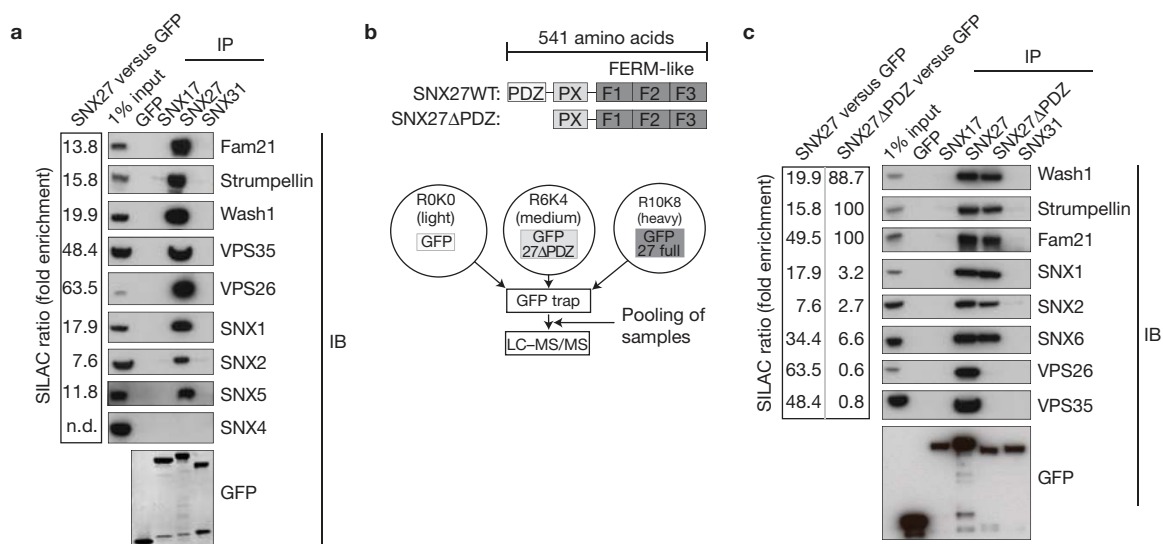 a
SNX27 versus GFP
1% input
GFP
SNX17
SNX27
SNX31
IP
SILAC ratio (fold enrichment)
13.8 Fam21
15.8 Strumpellin
19.9 Wash1
48.4 VPS35
63.5 VPS26
17.9 SNX1
7.6 SNX2
11.8 SNX5
n.d. SNX4
GFP
IB
b
541 amino acids
FERM-like
SNX27WT: PDZ PX F1 F2 F3
SNX27ΔPDZ: PX F1 F2 F3
R0K0
(light)
GFP
R6K4
(medium)
GFP
27ΔPDZ
R10K8
(heavy)
GFP
27 full
GFP trap
Pooling of
samples
LC–MS/MS
c
SNX27 versus GFP
SNX27ΔPDZ versus GFP
1% input
GFP
SNX17
SNX27
SNX27ΔPDZ
SNX31
IP
SILAC ratio (fold enrichment)
19.9 88.7 Wash1
15.8 100 Strumpellin
49.5 100 Fam21
17.9 3.2 SNX1
7.6 2.7 SNX2
34.4 6.6 SNX6
63.5 0.6 VPS26
48.4 0.8 VPS35
GFP
IB